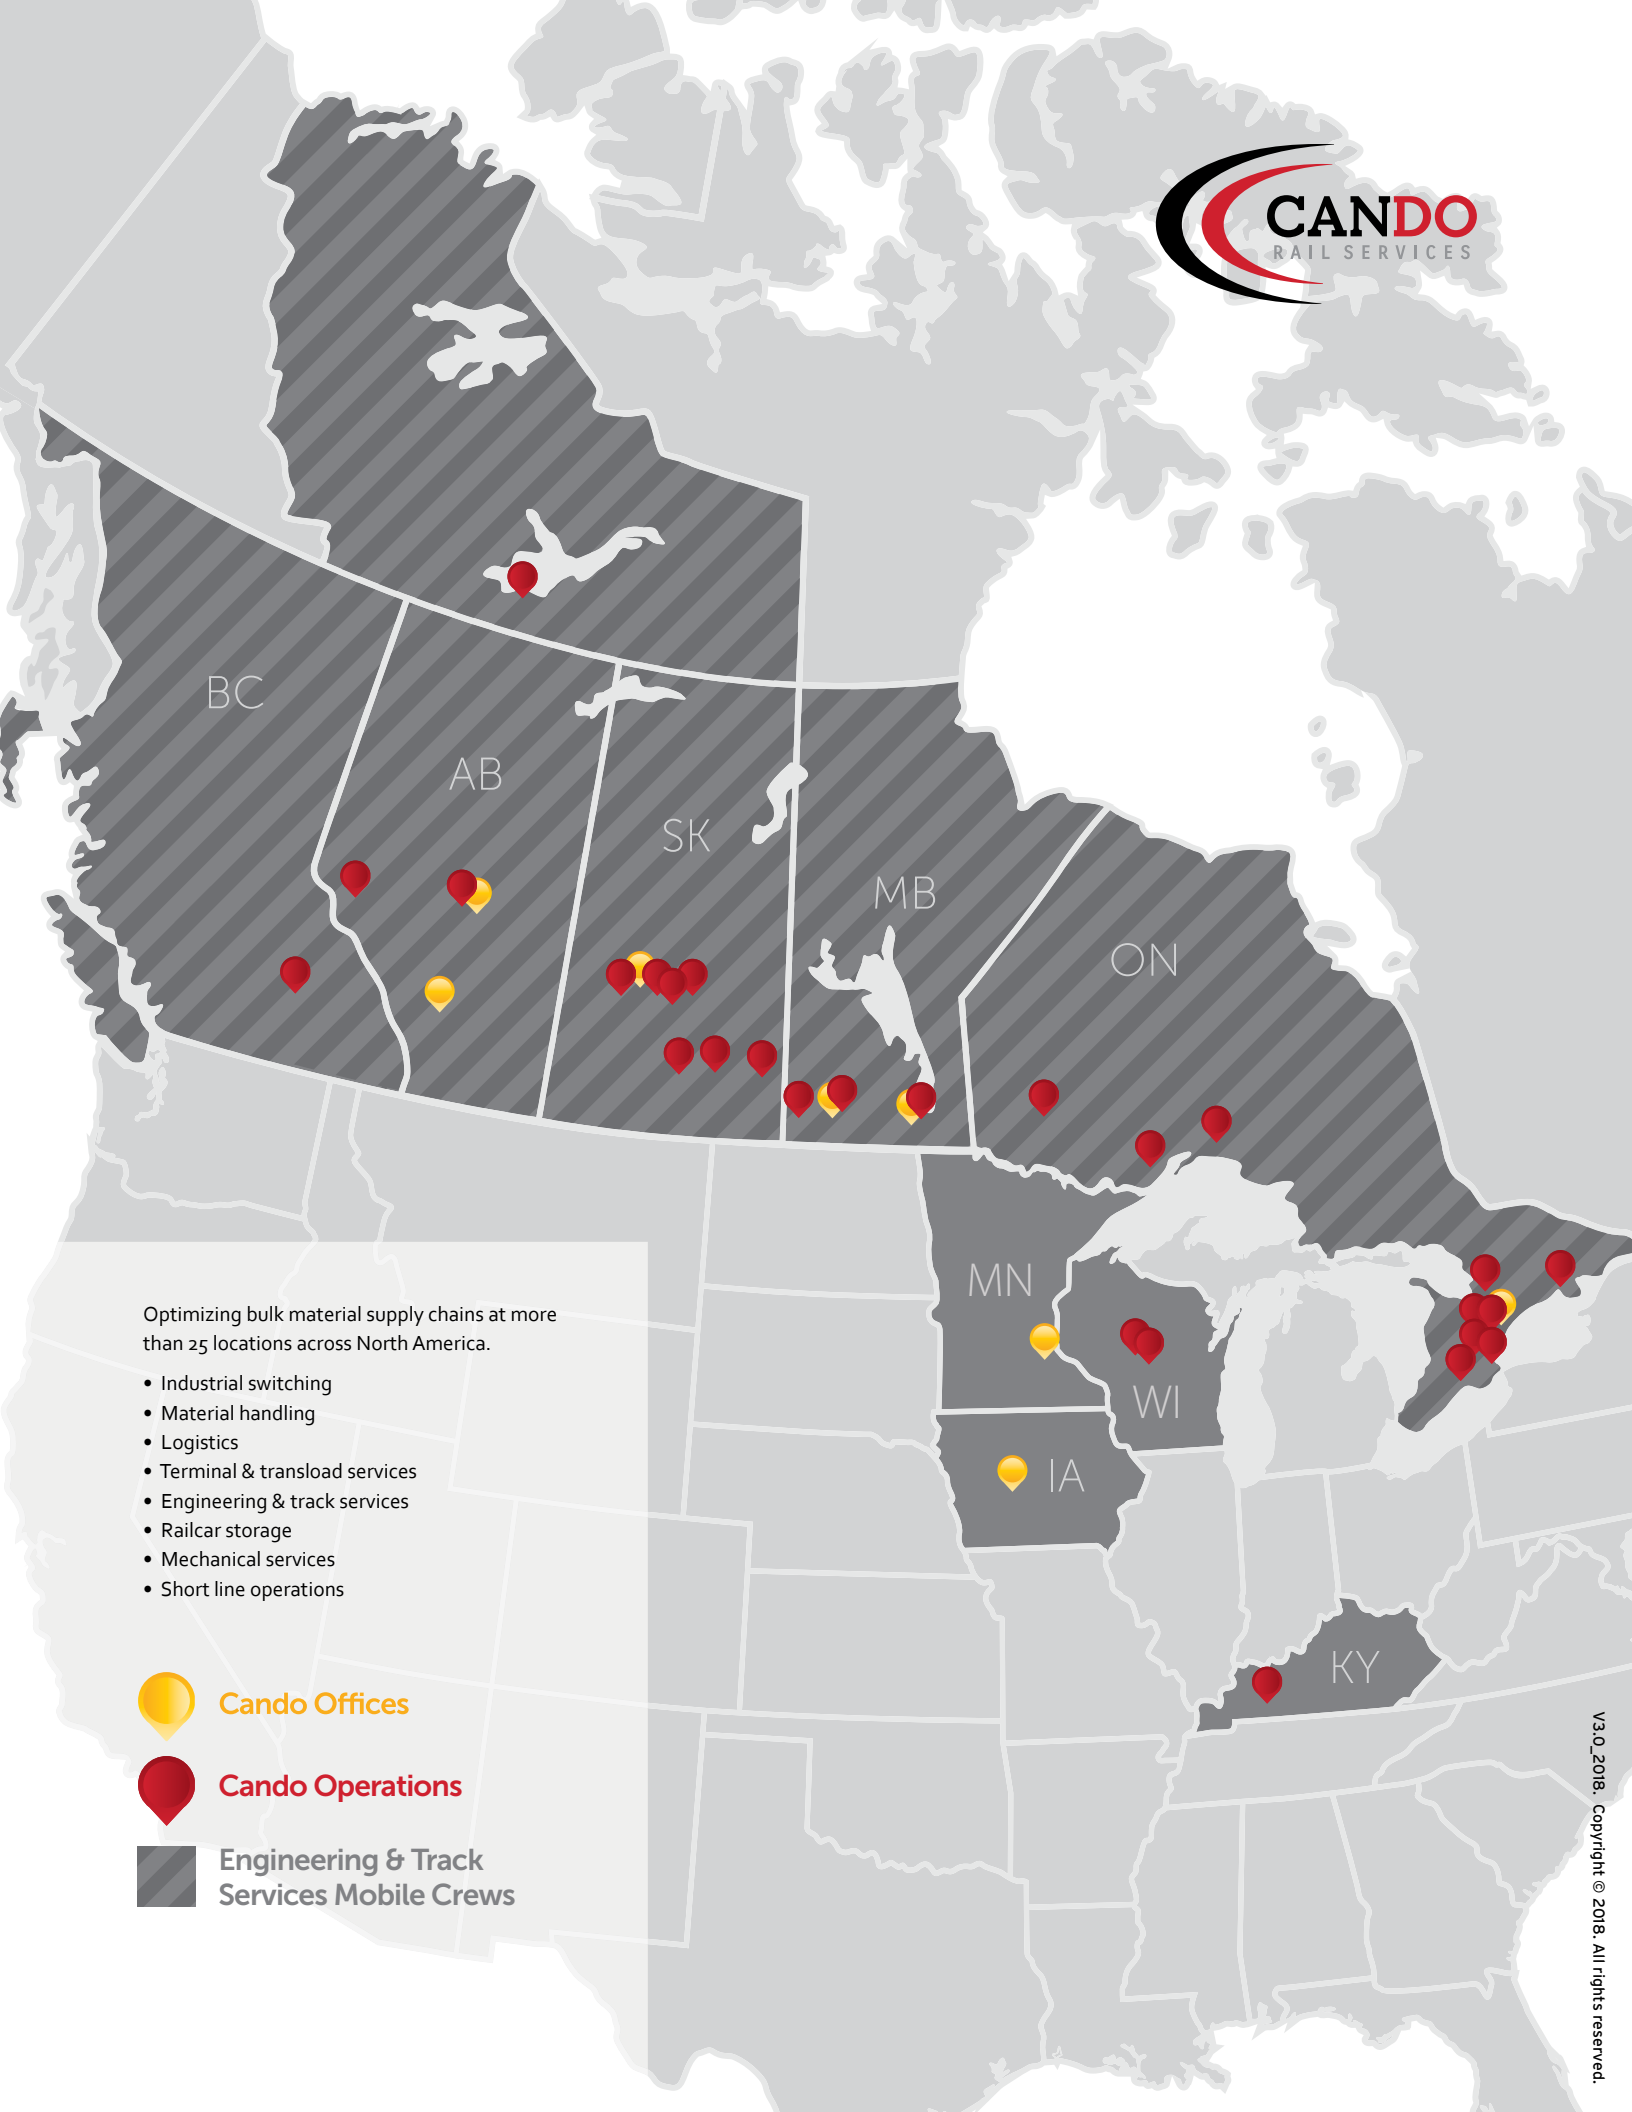 CANDO
RAIL SERVICES
BC
AB
SK
MB
ON
MN
WI
IA
KY
Optimizing bulk material supply chains at more
than 25 locations across North America.
• Industrial switching
• Material handling
• Logistics
• Terminal & transload services
• Engineering & track services
• Railcar storage
• Mechanical services
• Short line operations
Cando Offices
Cando Operations
Engineering & Track
Services Mobile Crews
V3.0_2018. Copyright © 2018. All rights reserved.